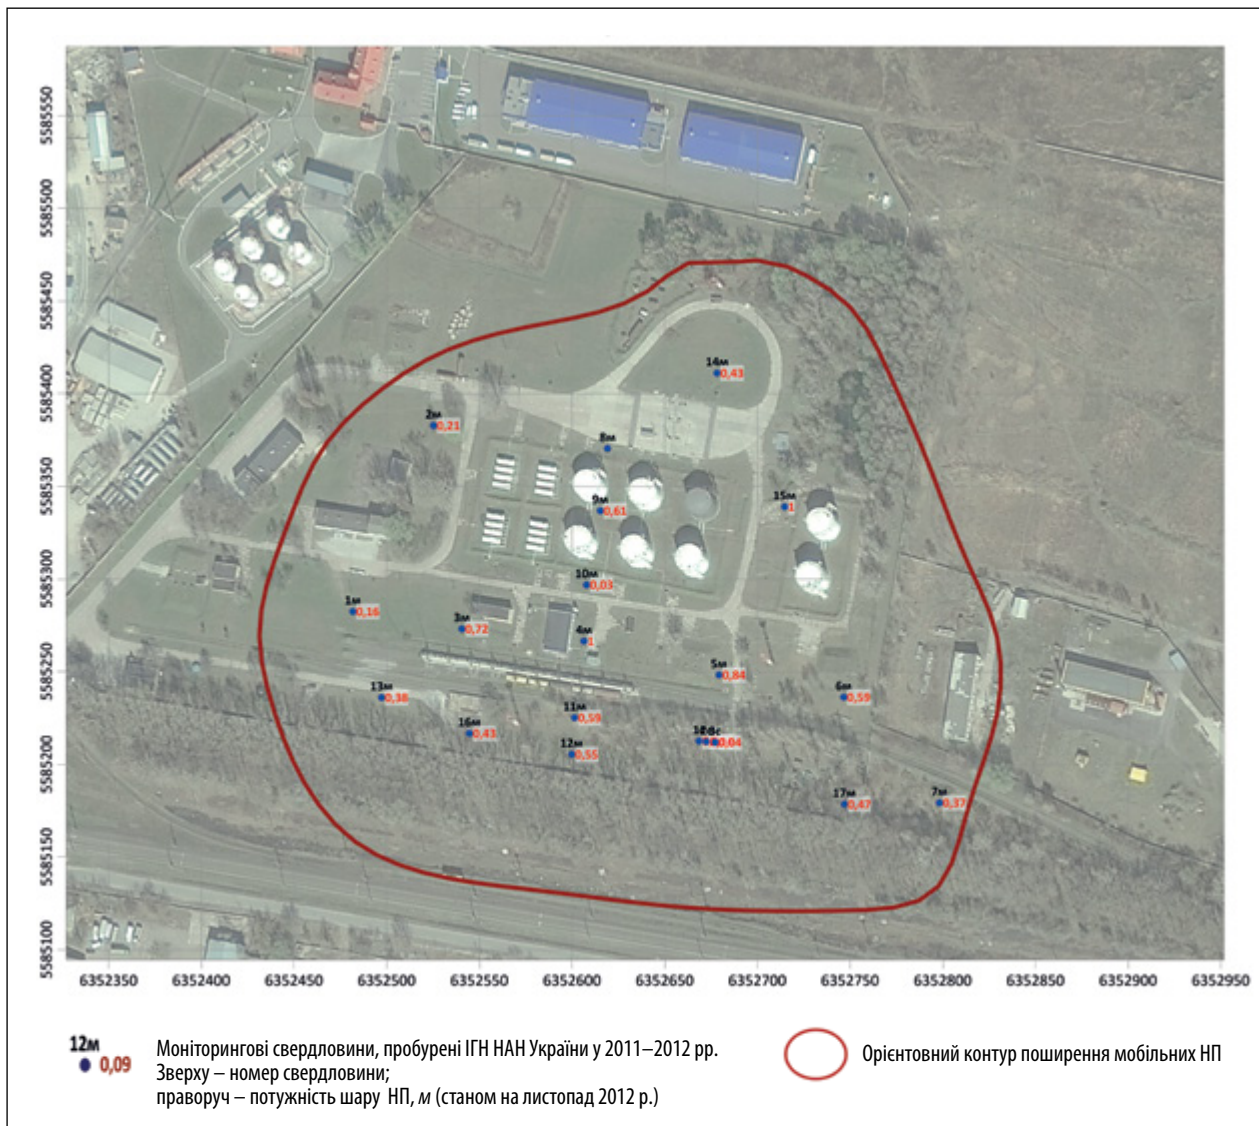 5585550
5585500
5585450
5585400
5585350
5585300
5585250
5585200
5585150
5585100
14м
0,43
2м
0,21
8м
9м
0,61
15м
1
10м
0,03
1м
0,16
3м
0,72
4м
1
5м
0,84
13м
0,38
6м
0,59
11м
0,59
16м
0,43
12м
0,55
0,04
17м
0,47
7м
0,37
6352350 6352400 6352450 6352500 6352550 6352600 6352650 6352700 6352750 6352800 6352850 6352900 6352950
12м
0,09
Моніторингові свердловини, пробурені ІГН НАН України у 2011–2012 рр.
Зверху – номер свердловини;
праворуч – потужність шару НП, м (станом на листопад 2012 р.)
Орієнтовний контур поширення мобільних НП